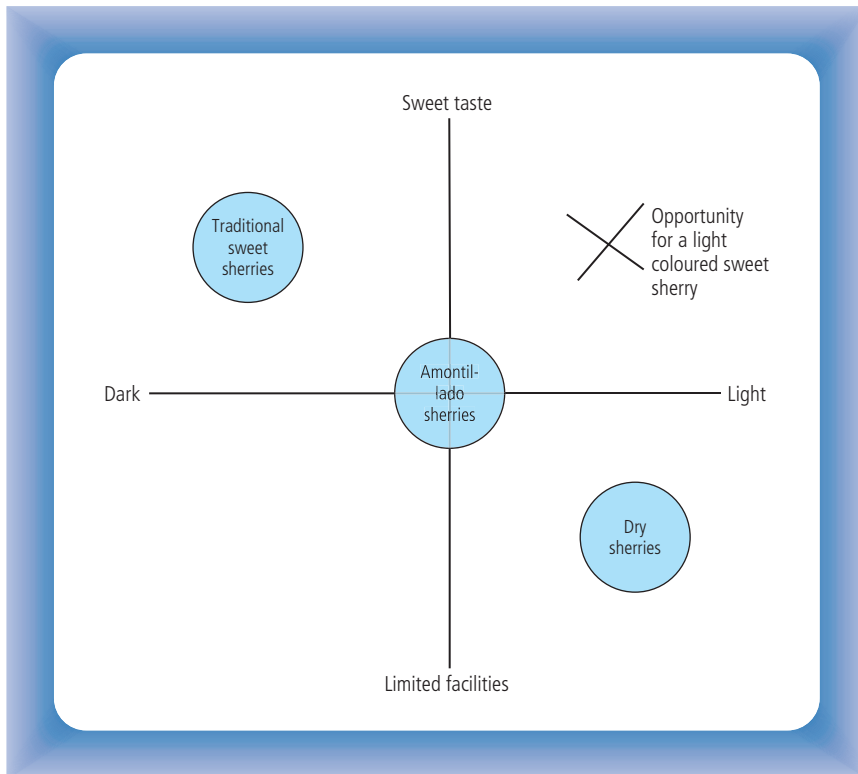 Sweet taste
Traditional
sweet
sherries
Opportunity
for a light
coloured sweet
sherry
Dark
Amontil-
lado
sherries
Light
Dry
sherries
Limited facilities